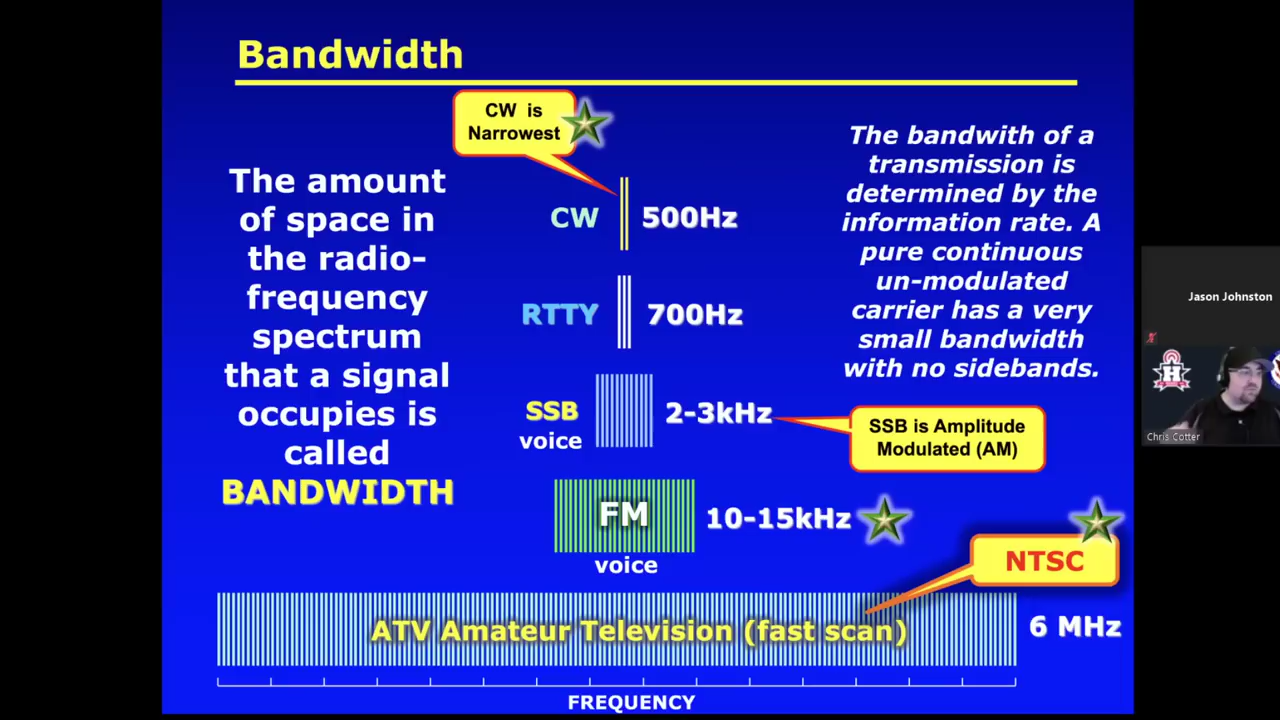 Bandwidth
CW is
Narrowest
The amount
of space in
the radio-
frequency
spectrum
that a signal
occupies is
called
BANDWIDTH
CW 500Hz
RTTY 700Hz
SSB
voice
2-3kHz
SSB is Amplitude
Modulated (AM)
FM
voice
10-15kHz
The bandwith of a
transmission is
determined by the
information rate. A
pure continuous
un-modulated
carrier has a very
small bandwidth
with no sidebands.
NTSC
ATV Amateur Television (fast scan)
6 MHz
FREQUENCY
Jason Johnston
H
Chris Cotter